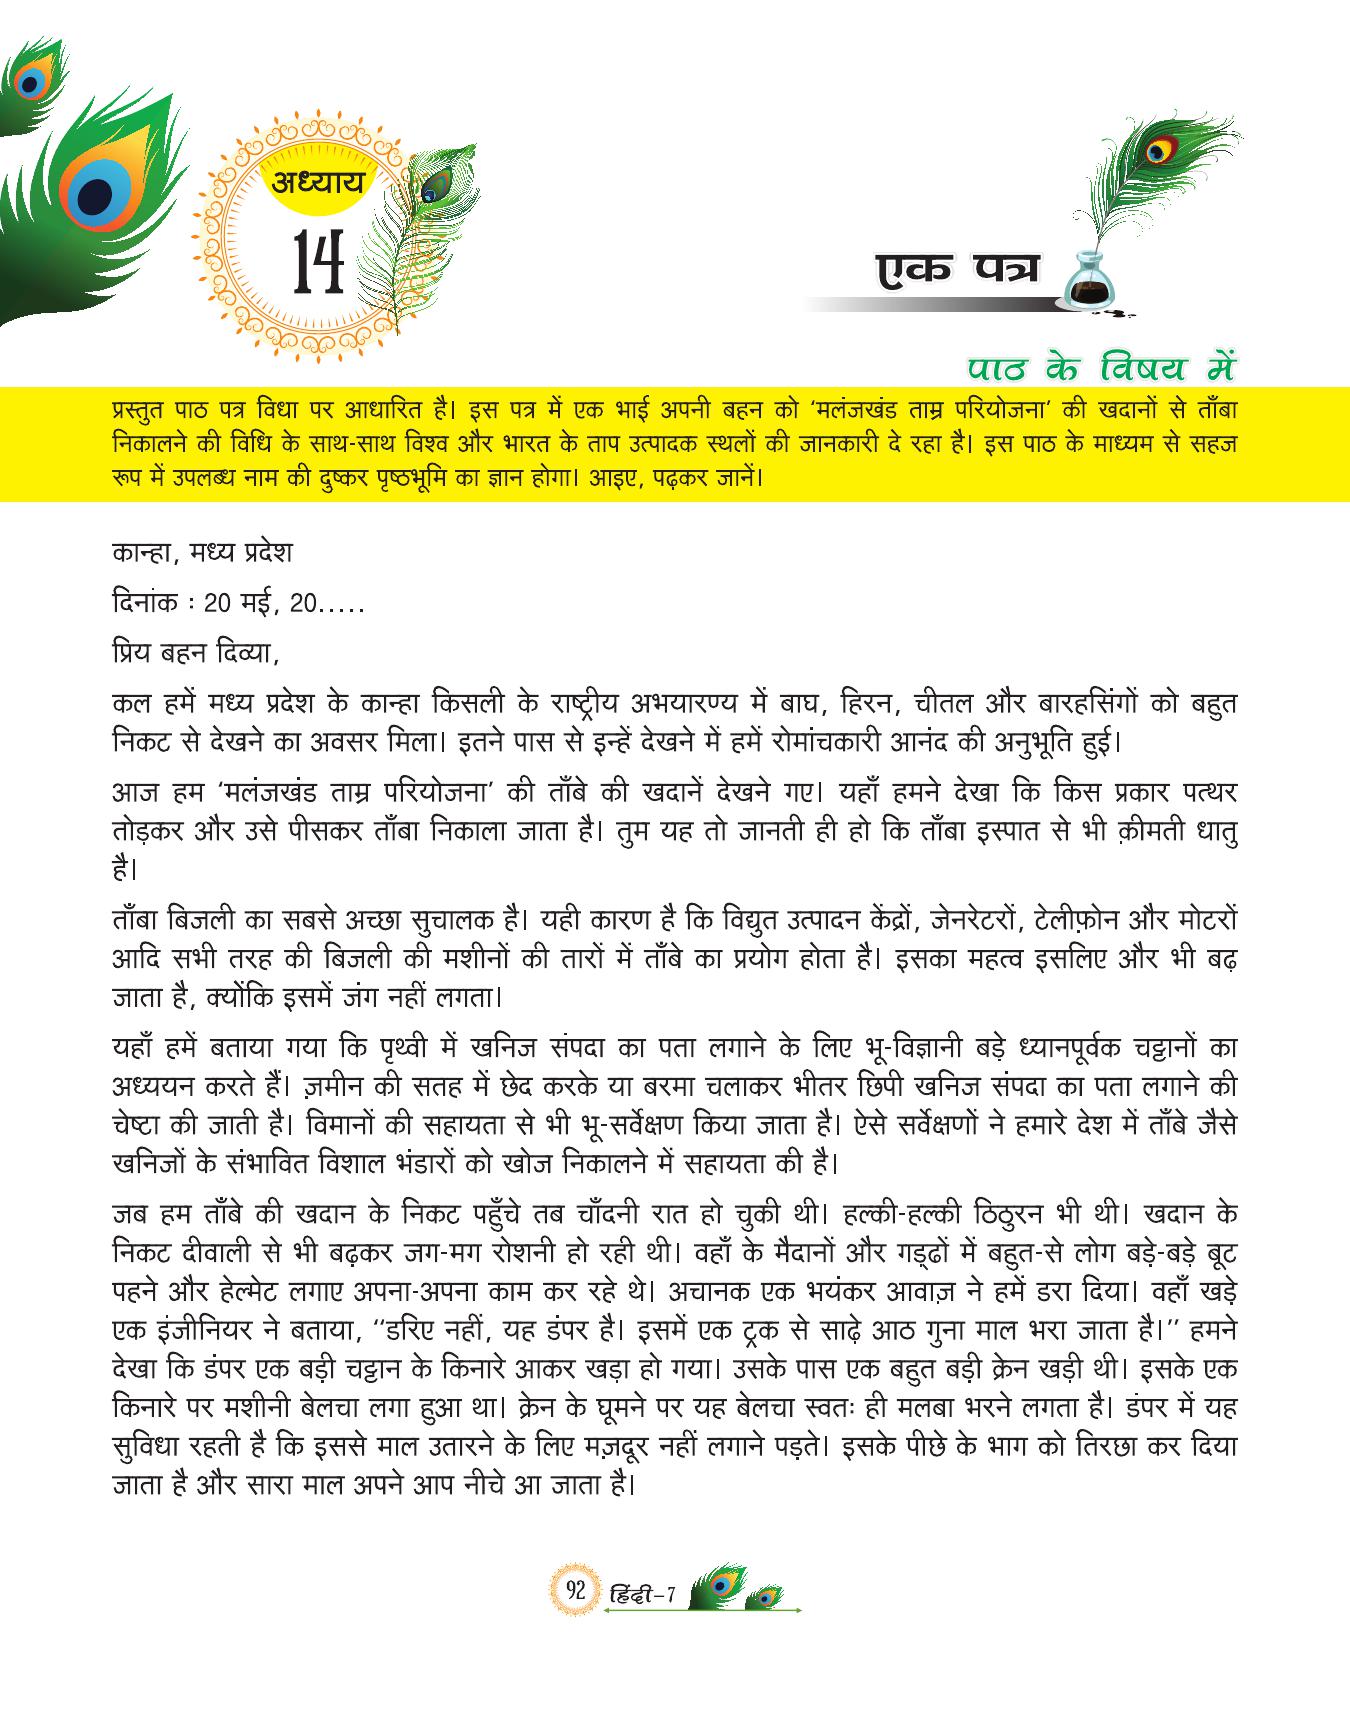 अध्याय
14
एक पत्र
पाठ के विषय में
प्रस्तुत पाठ पत्र विधा पर आधारित है। इस पत्र में एक भाई अपनी बहन को ‘मलंजखंड ताम्र परियोजना’ की खदानों से ताँबा
निकालने की विधि के साथ-साथ विश्व और भारत के ताप उत्पादक स्थलों की जानकारी दे रहा है। इस पाठ के माध्यम से सहज
रूप में उपलब्ध नाम की दुष्कर पृष्ठभूमि का ज्ञान होगा। आइए, पढ़कर जानें।
कान्हा, मध्य प्रदेश
दिनांक : 20 मई, 20.....
प्रिय बहन दिव्या,
कल हमें मध्य प्रदेश के कान्हा किसली के राष्ट्रीय अभयारण्य में बाघ, हिरन, चीतल और बारहसिंगों को बहुत
निकट से देखने का अवसर मिला। इतने पास से इन्हें देखने में हमें रोमांचकारी आनंद की अनुभूति हुई।
आज हम ‘मलंजखंड ताम्र परियोजना’ की ताँबे की खदानें देखने गए। यहाँ हमने देखा कि किस प्रकार पत्थर
तोड़कर और उसे पीसकर ताँबा निकाला जाता है। तुम यह तो जानती ही हो कि ताँबा इस्पात से भी क़ीमती धातु
है।
ताँबा बिजली का सबसे अच्छा सुचालक है। यही कारण है कि विद्युत उत्पादन केंद्रों, जेनरेटरों, टेलीफ़ोन और मोटरों
आदि सभी तरह की बिजली की मशीनों की तारों में ताँबे का प्रयोग होता है। इसका महत्व इसलिए और भी बढ़
जाता है, क्योंकि इसमें जंग नहीं लगता।
यहाँ हमें बताया गया कि पृथ्वी में खनिज संपदा का पता लगाने के लिए भू-विज्ञानी बड़े ध्यानपूर्वक चट्टानों का
अध्ययन करते हैं। ज़मीन की सतह में छेद करके या बरमा चलाकर भीतर छिपी खनिज संपदा का पता लगाने की
चेष्टा की जाती है। विमानों की सहायता से भी भू-सर्वेक्षण किया जाता है। ऐसे सर्वेक्षणों ने हमारे देश में ताँबे जैसे
खनिजों के संभावित विशाल भंडारों को खोज निकालने में सहायता की है।
जब हम ताँबे की खदान के निकट पहुँचे तब चाँदनी रात हो चुकी थी। हल्की-हल्की ठिठुरन भी थी। खदान के
निकट दीवाली से भी बढ़कर जग-मग रोशनी हो रही थी। वहाँ के मैदानों और गड्ढों में बहुत-से लोग बड़े-बड़े बूट
पहने और हेल्मेट लगाए अपना-अपना काम कर रहे थे। अचानक एक भयंकर आवाज़ ने हमें डरा दिया। वहाँ खड़े
एक इंजीनियर ने बताया, ‘‘डरिए नहीं, यह डंपर है। इसमें एक ट्रक से साढ़े आठ गुना माल भरा जाता है।’’ हमने
देखा कि डंपर एक बड़ी चट्टान के किनारे आकर खड़ा हो गया। उसके पास एक बहुत बड़ी क्रेन खड़ी थी। इसके एक
किनारे पर मशीनी बेलचा लगा हुआ था। क्रेन के घूमने पर यह बेलचा स्वतः ही मलबा भरने लगता है। डंपर में यह
सुविधा रहती है कि इससे माल उतारने के लिए मज़दूर नहीं लगाने पड़ते। इसके पीछे के भाग को तिरछा कर दिया
जाता है और सारा माल अपने आप नीचे आ जाता है।
92 हिंदी–7